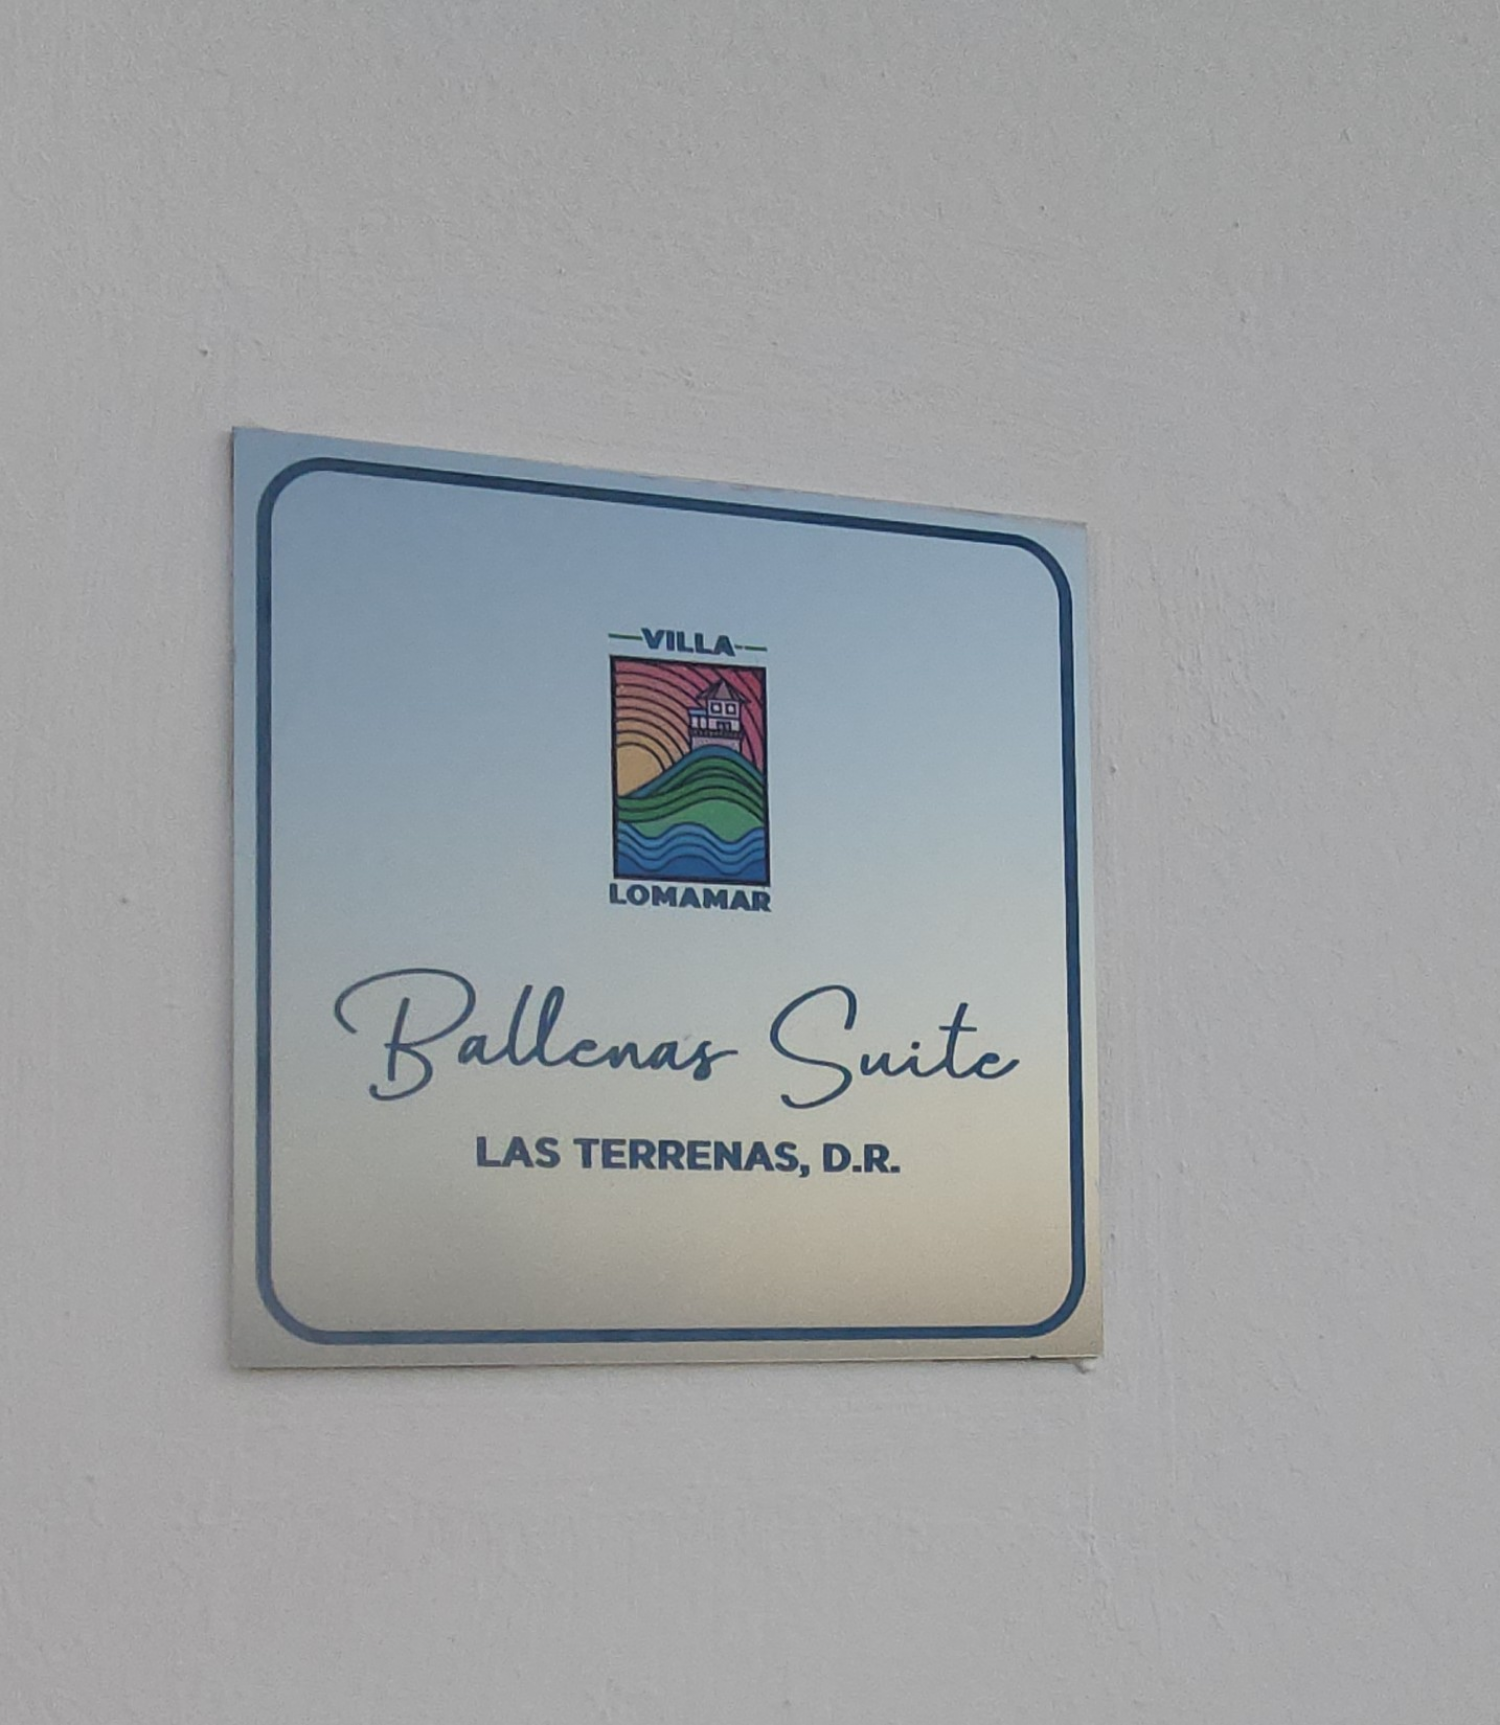 VILLA
LOMAMAR
Ballenas Suite
LAS TERRENAS, D.R.